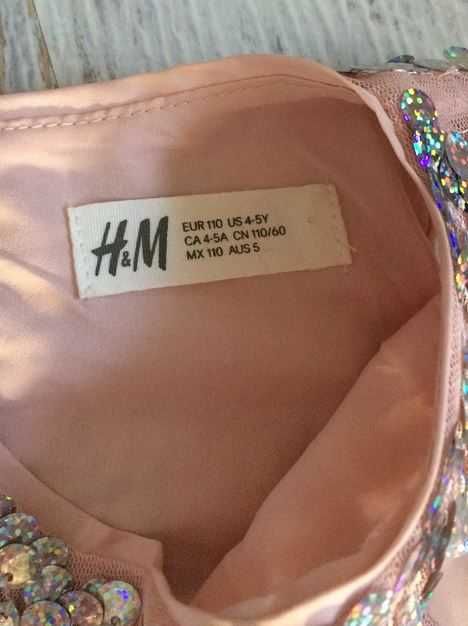 H&M
EUR 110 US 4-5Y
CA 4-5A CN 110/60
MX 110 AUS 5